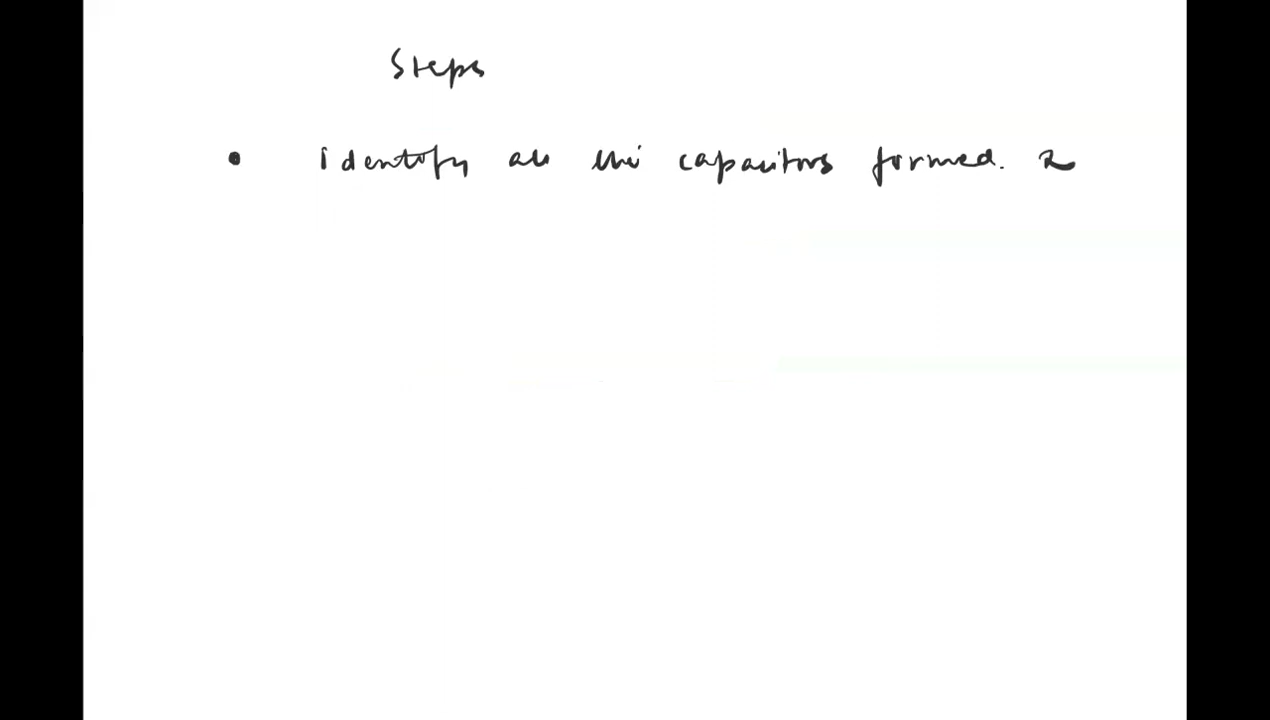 Steps
• Identify all the capacitors formed.